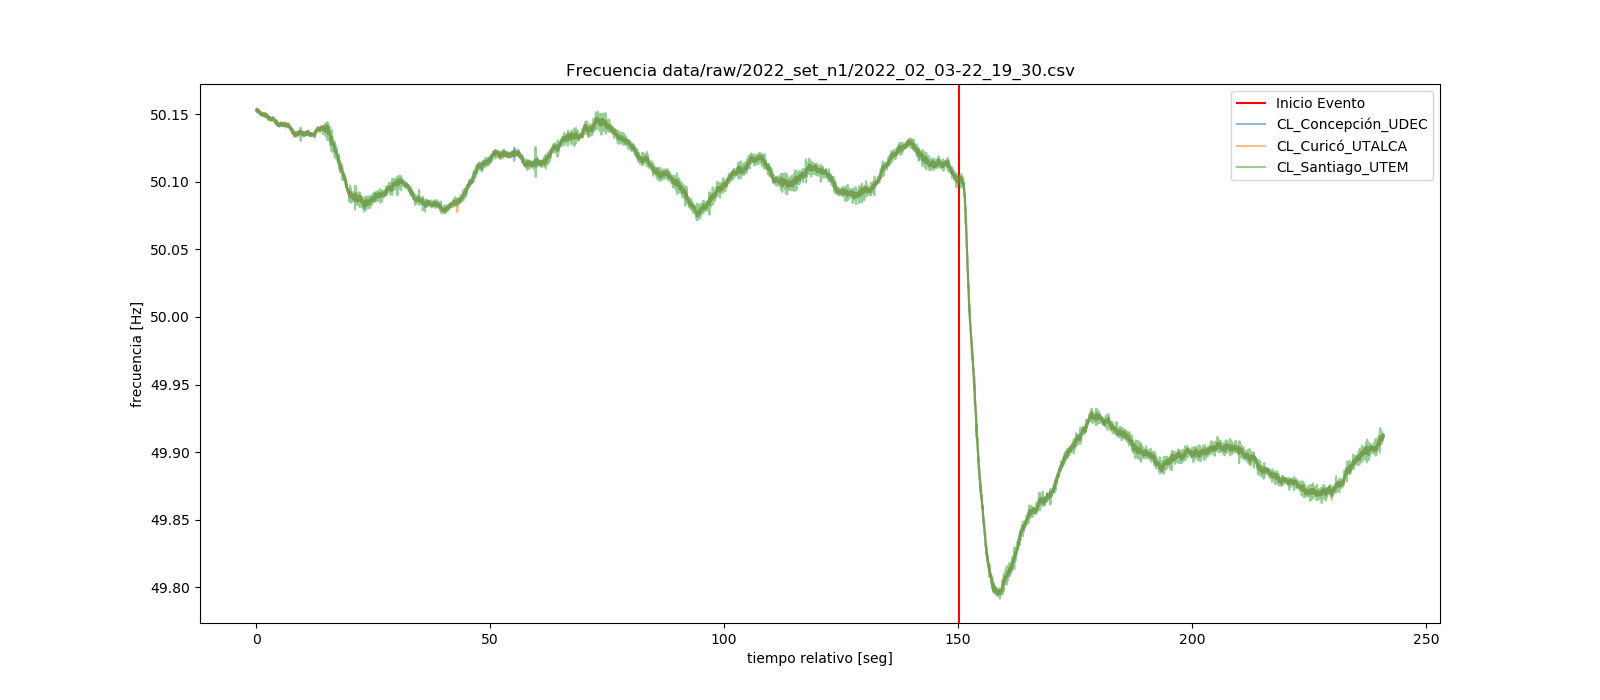 Frecuencia data/raw/2022_set_n1/2022_02_03-22_19_30.csv
Inicio Evento
CL_Concepción_UDEC
CL_Curicó_UTALCA
CL_Santiago_UTEM
frecuencia [Hz]
50.15
50.10
50.05
50.00
49.95
49.90
49.85
49.80
0
50
100
150
200
250
tiempo relativo [seg]